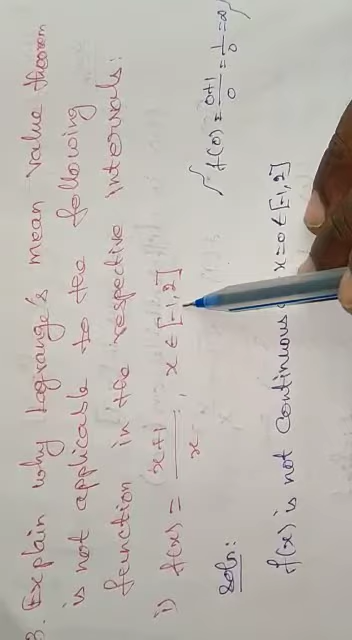 3. Explain why Lagrange's mean value theorem
is not applicable to the following
function in the respective intervals:
i) f(x) = x+1/x, x ∈ [-1, 2]
Soln: { f(0) = 0+1/0 = 1/0 = ∞ }
f(x) is not continuous x=0 ∈ [-1, 2]